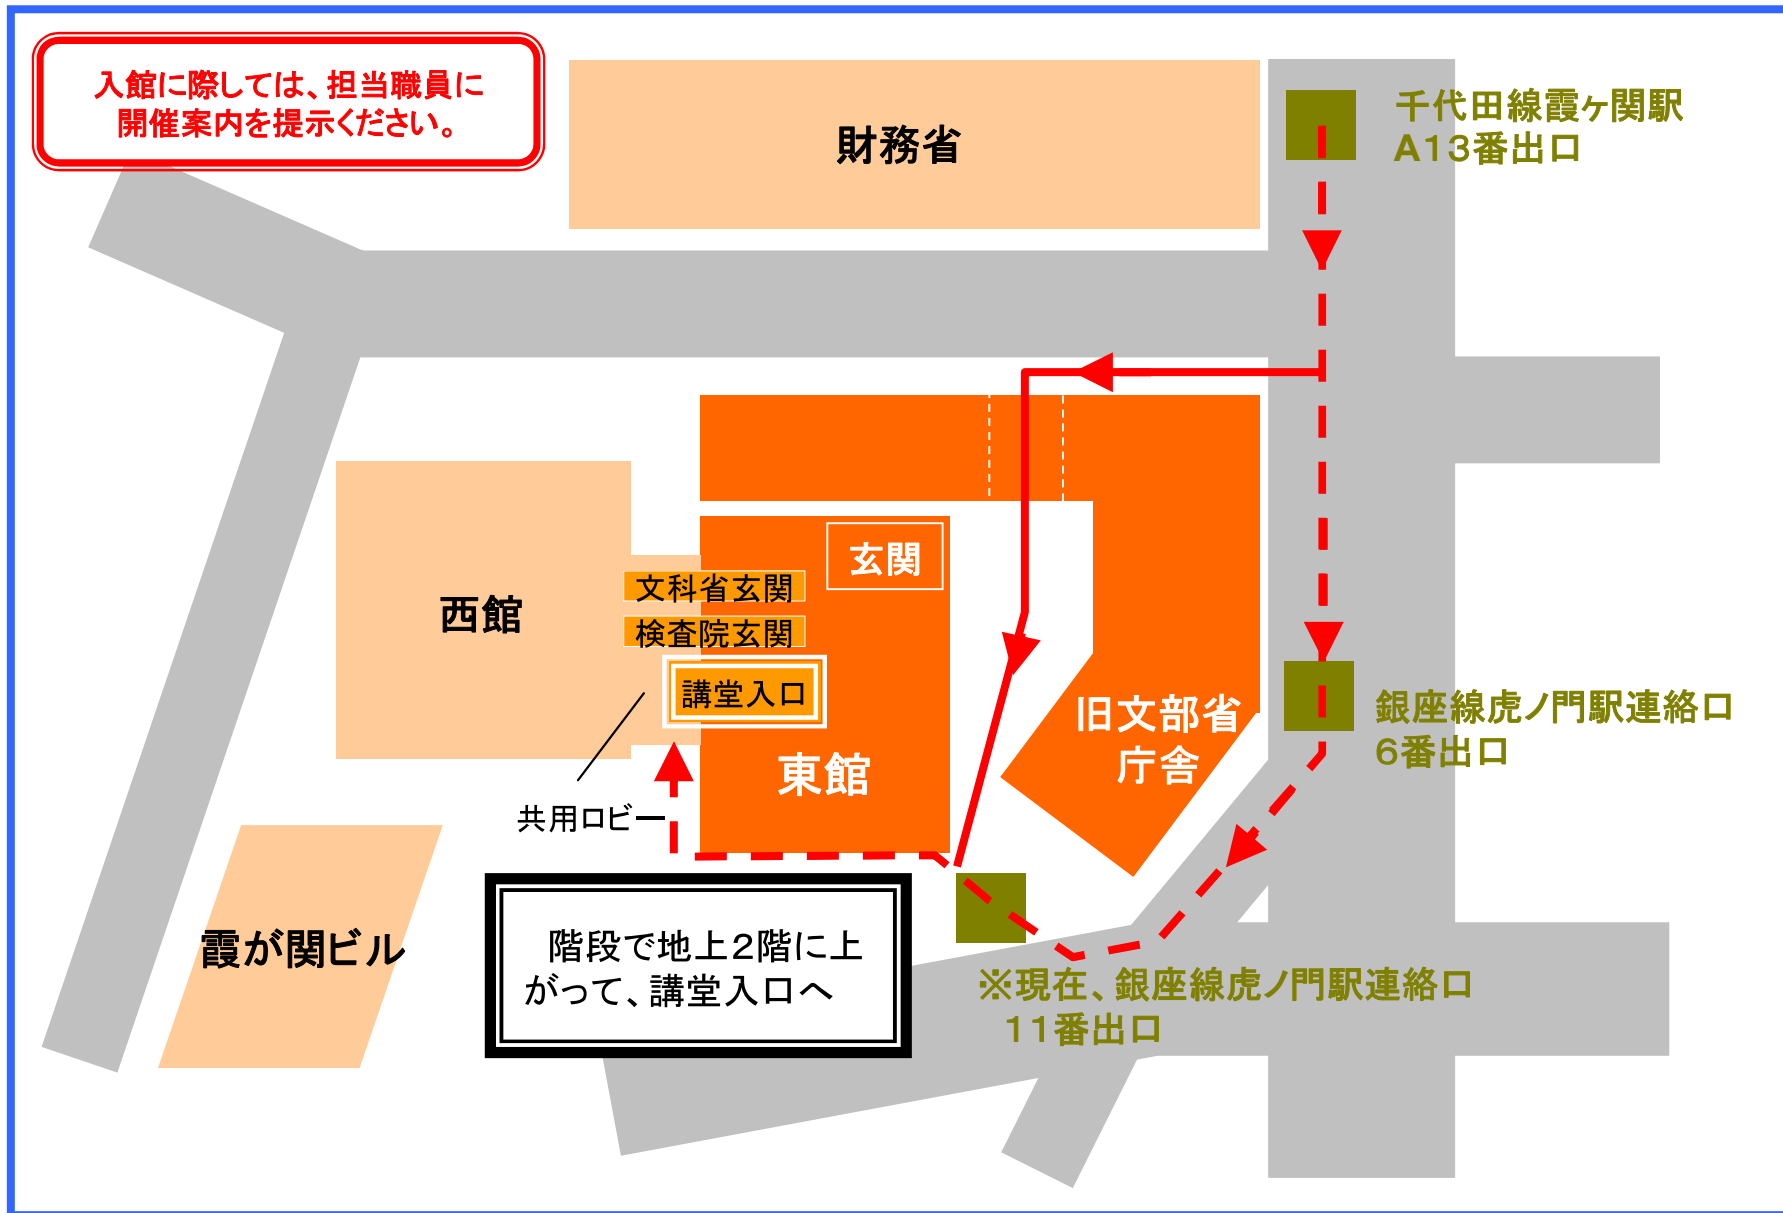 入館に際しては、担当職員に
開催案内を提示ください。
財務省
千代田線霞ヶ関駅
A13番出口
玄関
文科省玄関
検査院玄関
西館
講堂入口
東館
旧文部省
庁舎
銀座線虎ノ門駅連絡口
6番出口
共用ロビー
霞が関ビル
階段で地上2階に上
がって、講堂入口へ
※現在、銀座線虎ノ門駅連絡口
11番出口